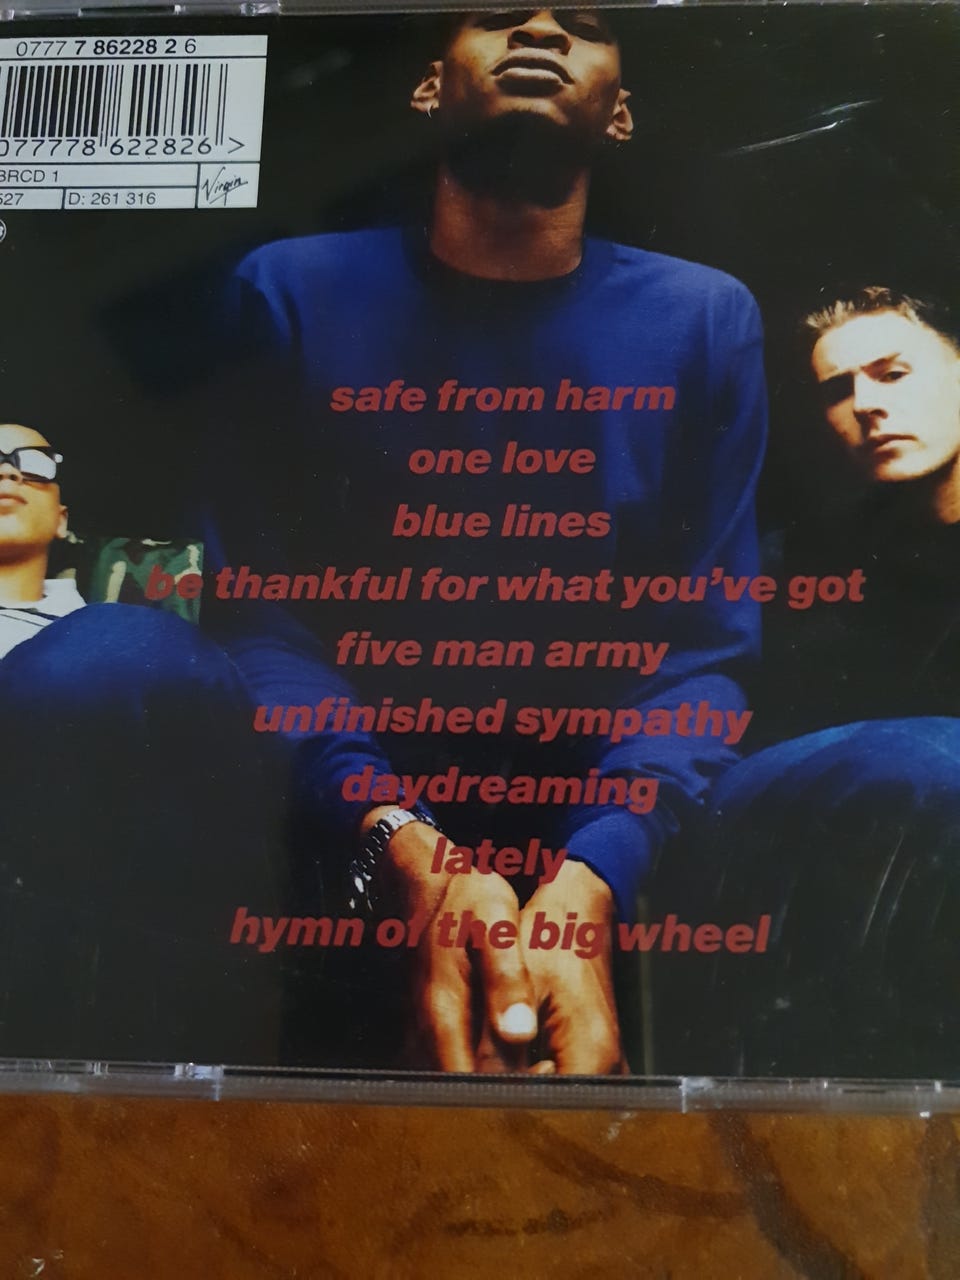 0777 7 86228 2 6
077778 622826 >
BRCD 1
527 D: 261 316 Virgin
safe from harm
one love
blue lines
be thankful for what you've got
five man army
unfinished sympathy
daydreaming
lately
hymn of the big wheel